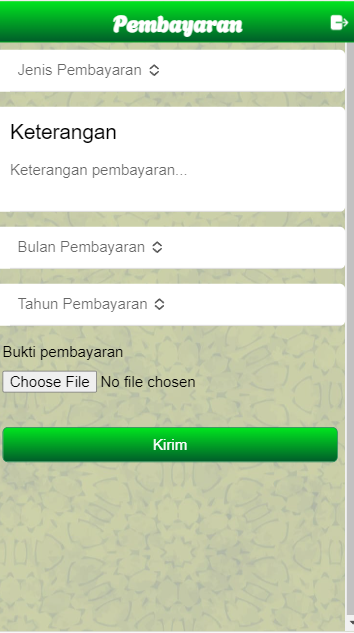 Pembayaran
Jenis Pembayaran
Keterangan
Keterangan pembayaran...
Bulan Pembayaran
Tahun Pembayaran
Bukti pembayaran
Choose File No file chosen
Kirim